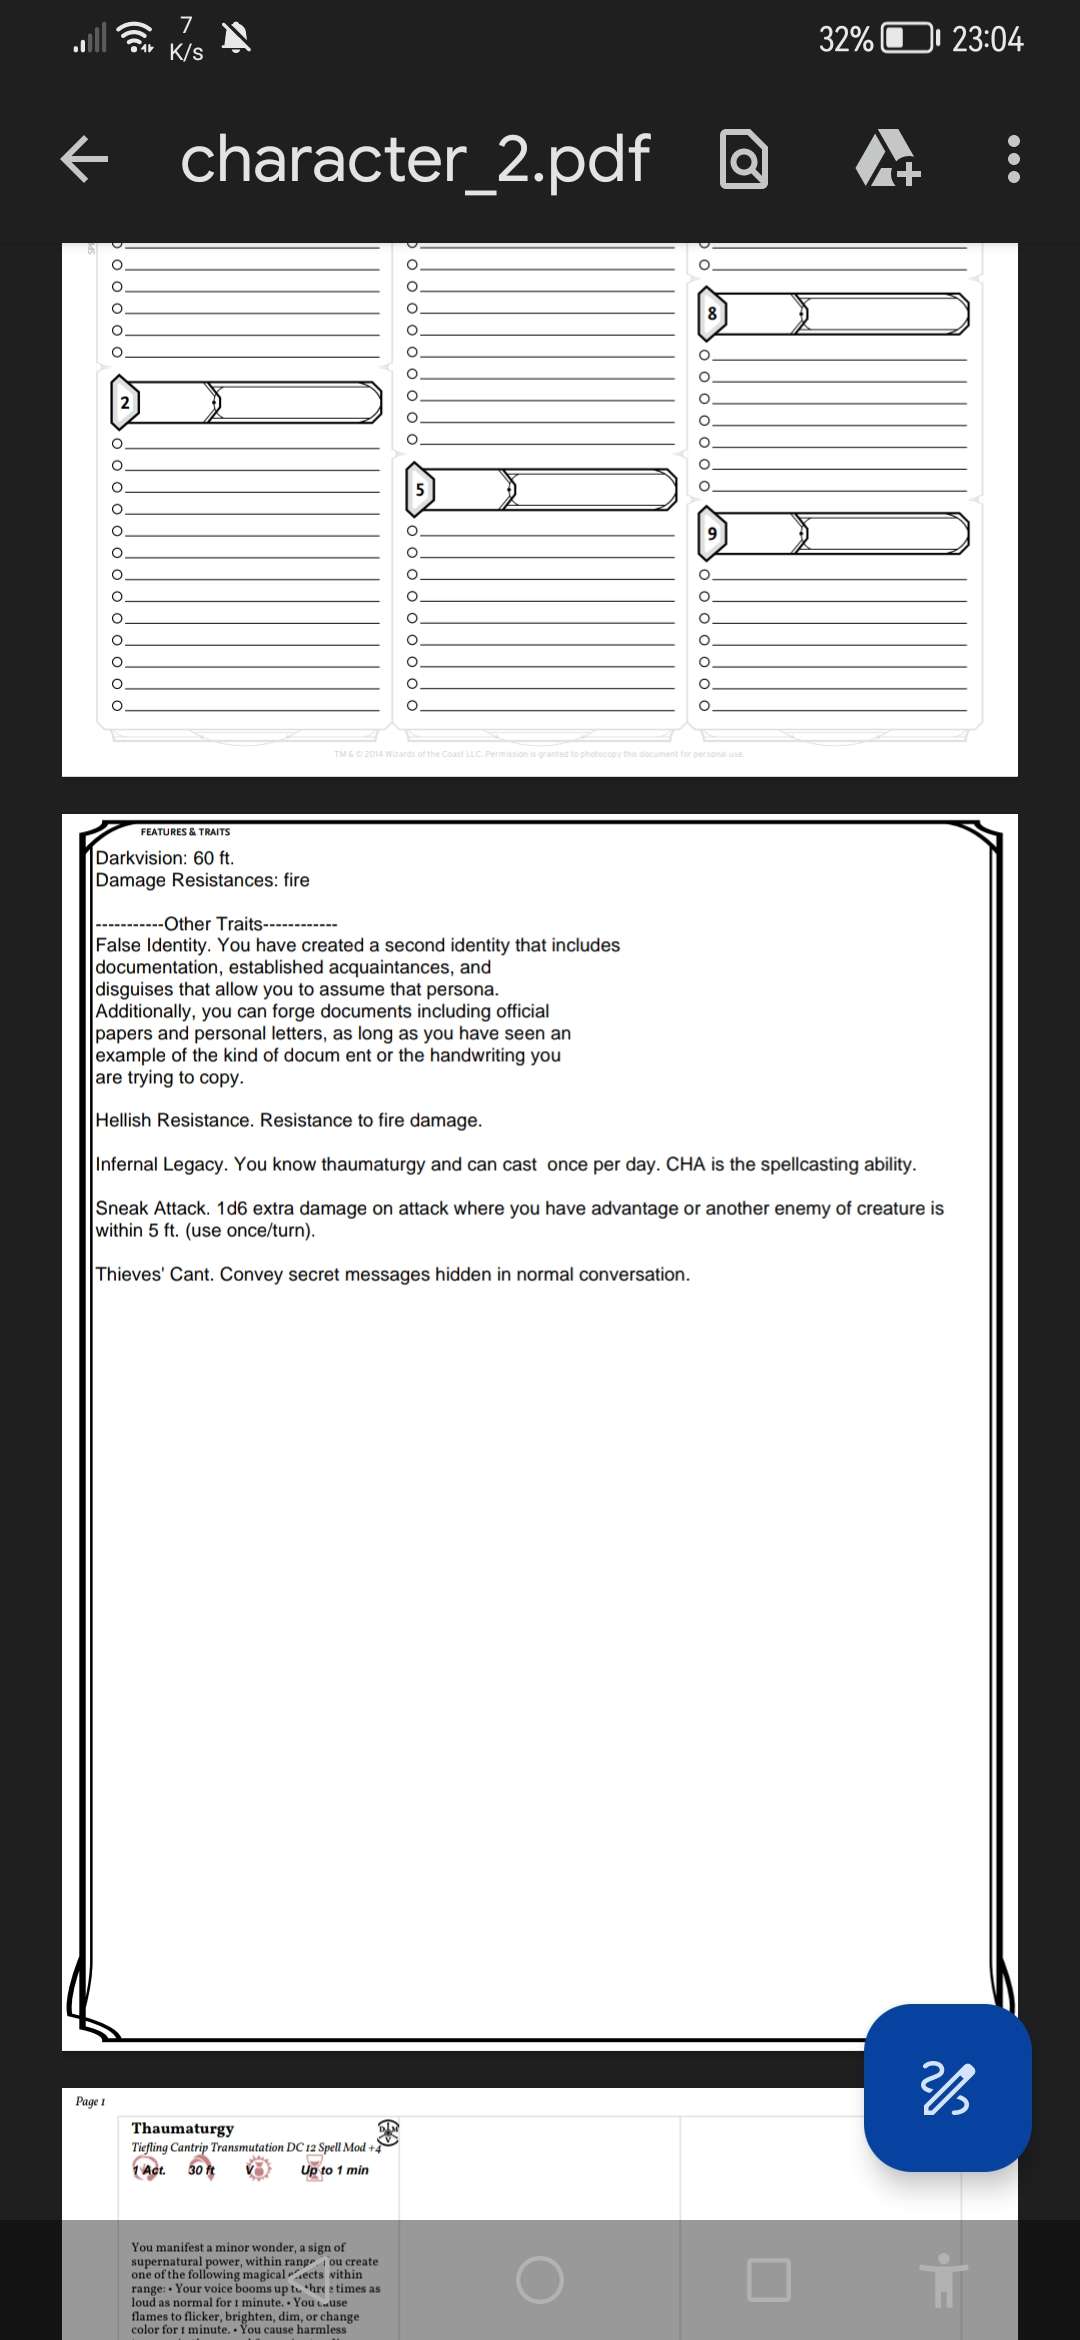 7
K/s
32%
23:04
character_2.pdf
8
2
5
9
TM & © 2014 Wizards of the Coast LLC. Permission is granted to photocopy this document for personal use.
FEATURES & TRAITS
Darkvision: 60 ft.
Damage Resistances: fire
-----------Other Traits------------
False Identity. You have created a second identity that includes
documentation, established acquaintances, and
disguises that allow you to assume that persona.
Additionally, you can forge documents including official
papers and personal letters, as long as you have seen an
example of the kind of docum ent or the handwriting you
are trying to copy.
Hellish Resistance. Resistance to fire damage.
Infernal Legacy. You know thaumaturgy and can cast  once per day. CHA is the spellcasting ability.
Sneak Attack. 1d6 extra damage on attack where you have advantage or another enemy of creature is
within 5 ft. (use once/turn).
Thieves' Cant. Convey secret messages hidden in normal conversation.
Page 1
Thaumaturgy
Tiefling Cantrip Transmutation DC 12 Spell Mod +4
1 Act. 30 ft V Up to 1 min
You manifest a minor wonder, a sign of
supernatural power, within range. You create
one of the following magical effects within
range: • Your voice booms up to three times as
loud as normal for 1 minute. • You cause
flames to flicker, brighten, dim, or change
color for 1 minute. • You cause harmless